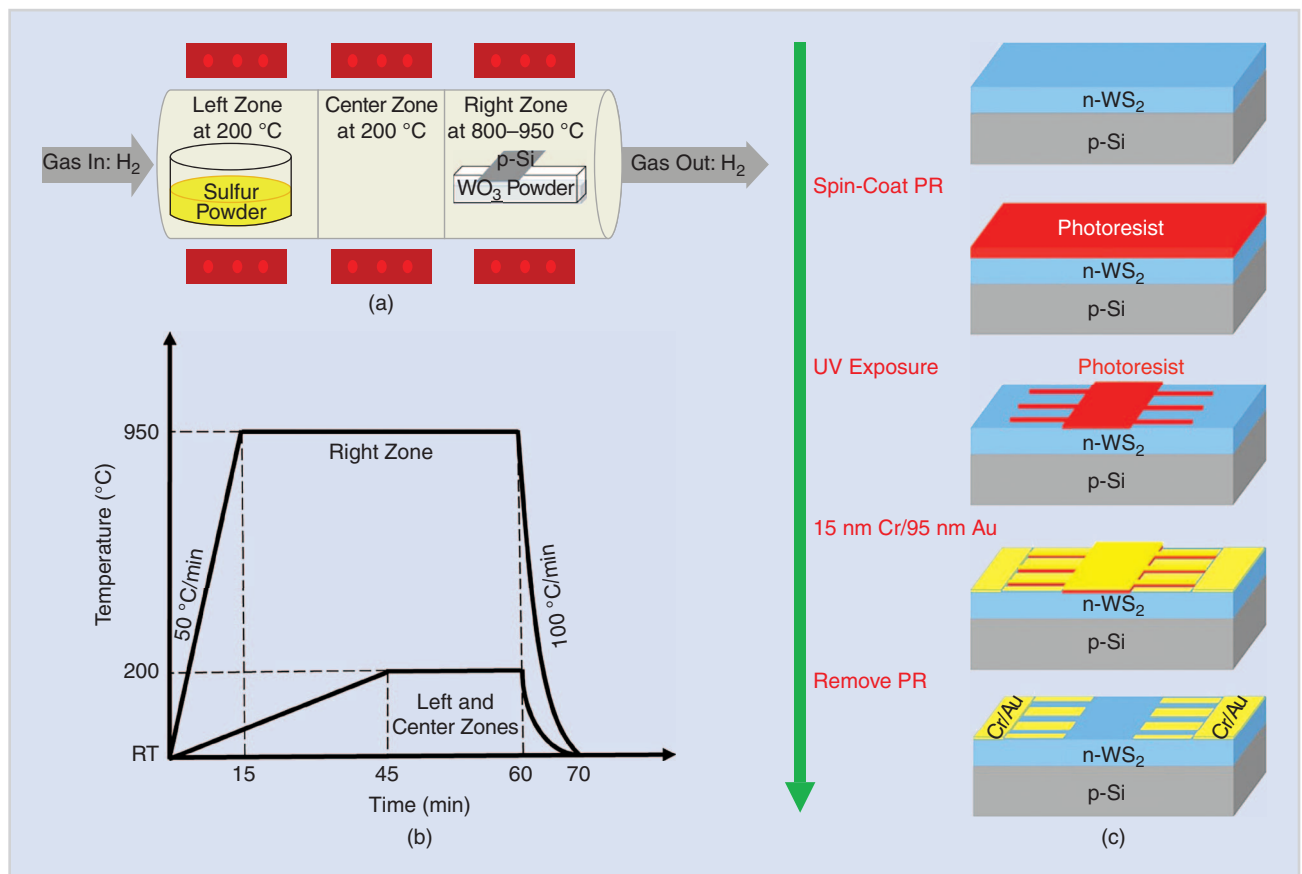 Left Zone
at 200 °C
Center Zone
at 200 °C
Right Zone
at 800–950 °C
Gas In: H₂
Sulfur
Powder
p-Si
WO₃ Powder
Gas Out: H₂
(a)
Temperature (°C)
950
200
RT
50 °C/min
Right Zone
100 °C/min
Left and
Center Zones
15
45
60
70
Time (min)
(b)
n-WS₂
p-Si
Spin-Coat PR
Photoresist
n-WS₂
p-Si
UV Exposure
Photoresist
n-WS₂
p-Si
15 nm Cr/95 nm Au
n-WS₂
p-Si
Remove PR
Cr/Au
Cr/Au
n-WS₂
p-Si
(c)